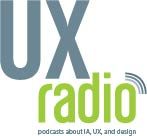 UX
radio
podcasts about IA, UX, and design